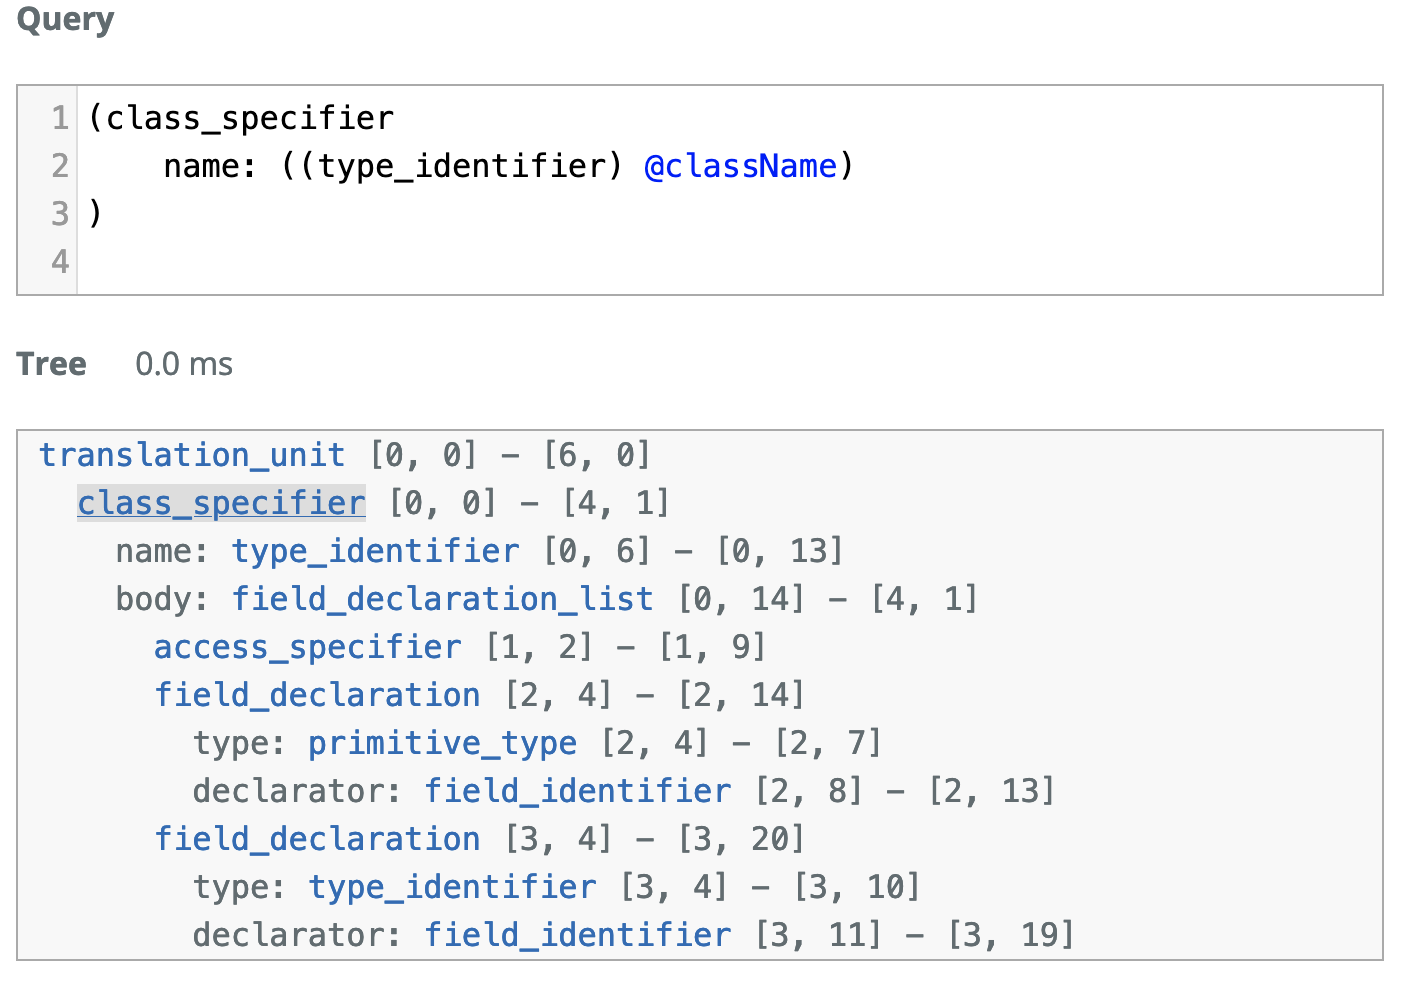 Query
1 (class_specifier
2     name: ((type_identifier) @className)
3 )
4
Tree 0.0 ms
translation_unit [0, 0] – [6, 0]
  class_specifier [0, 0] – [4, 1]
    name: type_identifier [0, 6] – [0, 13]
    body: field_declaration_list [0, 14] – [4, 1]
      access_specifier [1, 2] – [1, 9]
      field_declaration [2, 4] – [2, 14]
        type: primitive_type [2, 4] – [2, 7]
        declarator: field_identifier [2, 8] – [2, 13]
      field_declaration [3, 4] – [3, 20]
        type: type_identifier [3, 4] – [3, 10]
        declarator: field_identifier [3, 11] – [3, 19]